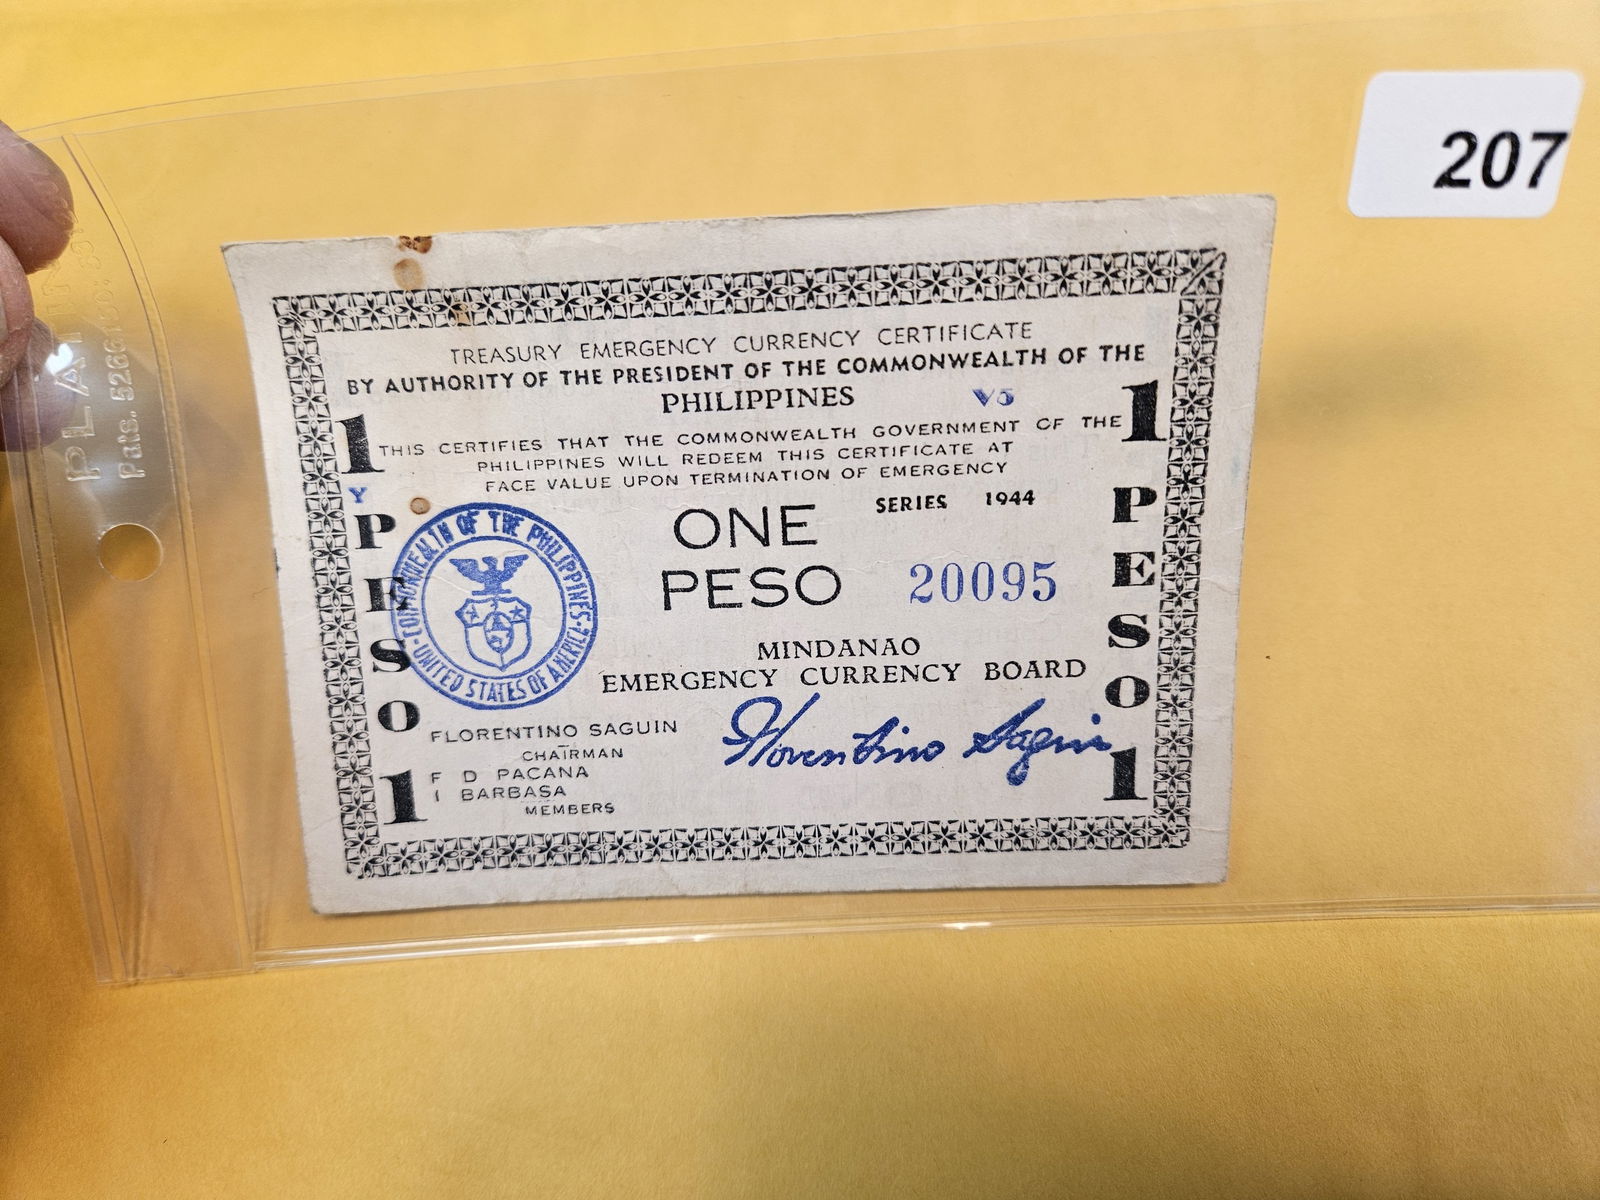 207
TREASURY EMERGENCY CURRENCY CERTIFICATE
BY AUTHORITY OF THE PRESIDENT OF THE COMMONWEALTH OF THE
PHILIPPINES V5
1 THIS CERTIFIES THAT THE COMMONWEALTH GOVERNMENT OF THE 1
PHILIPPINES WILL REDEEM THIS CERTIFICATE AT
FACE VALUE UPON TERMINATION OF EMERGENCY
Y
SERIES 1944
PESO
PESO
COMMONWEALTH OF THE PHILIPPINES
UNITED STATES OF AMERICA
ONE
PESO 20095
MINDANAO
EMERGENCY CURRENCY BOARD
FLORENTINO SAGUIN
Florentino Saguin
CHAIRMAN
F D PACANA
I BARBASA
MEMBERS
1 1
Pats.